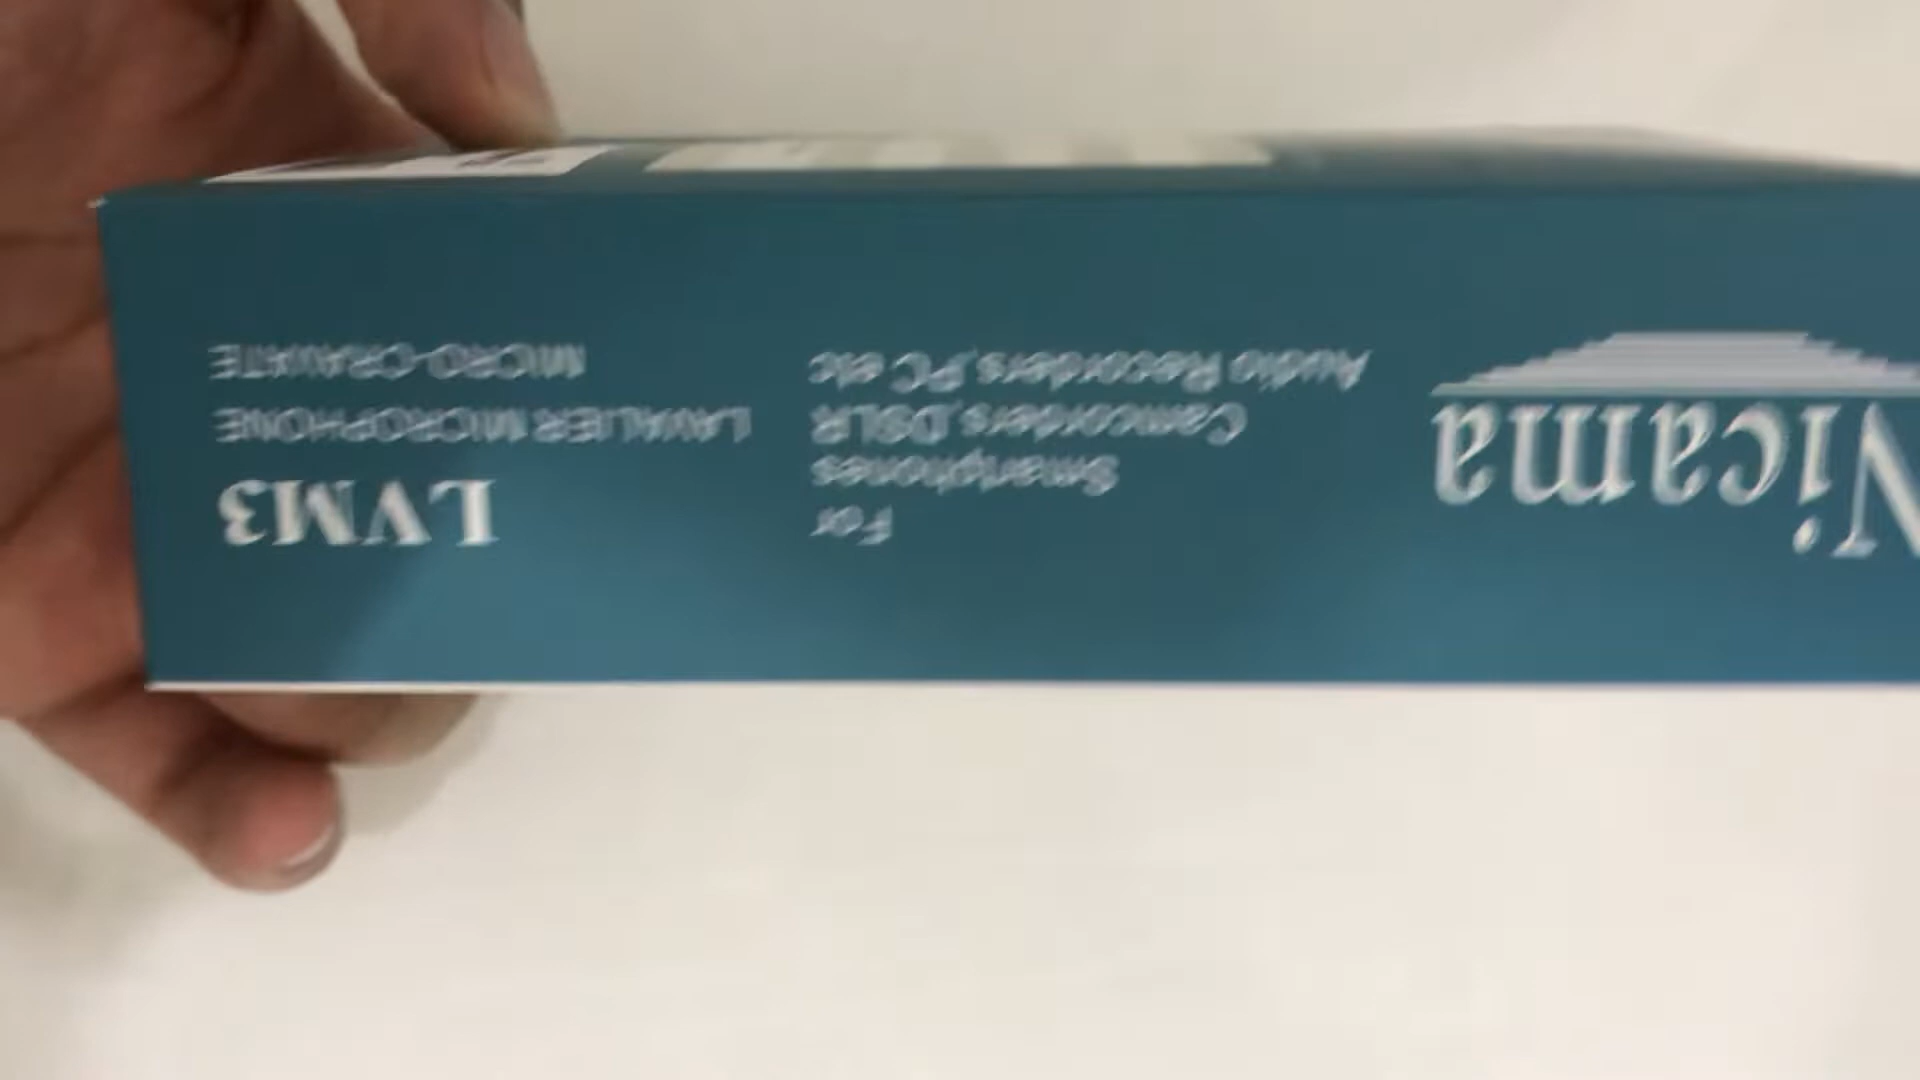 Nicama
For
Smartphones
Camcorders,DSLR
Audio Recorders,PC etc
LVM3
LAVALIER MICROPHONE
MICRO-CRAVATE